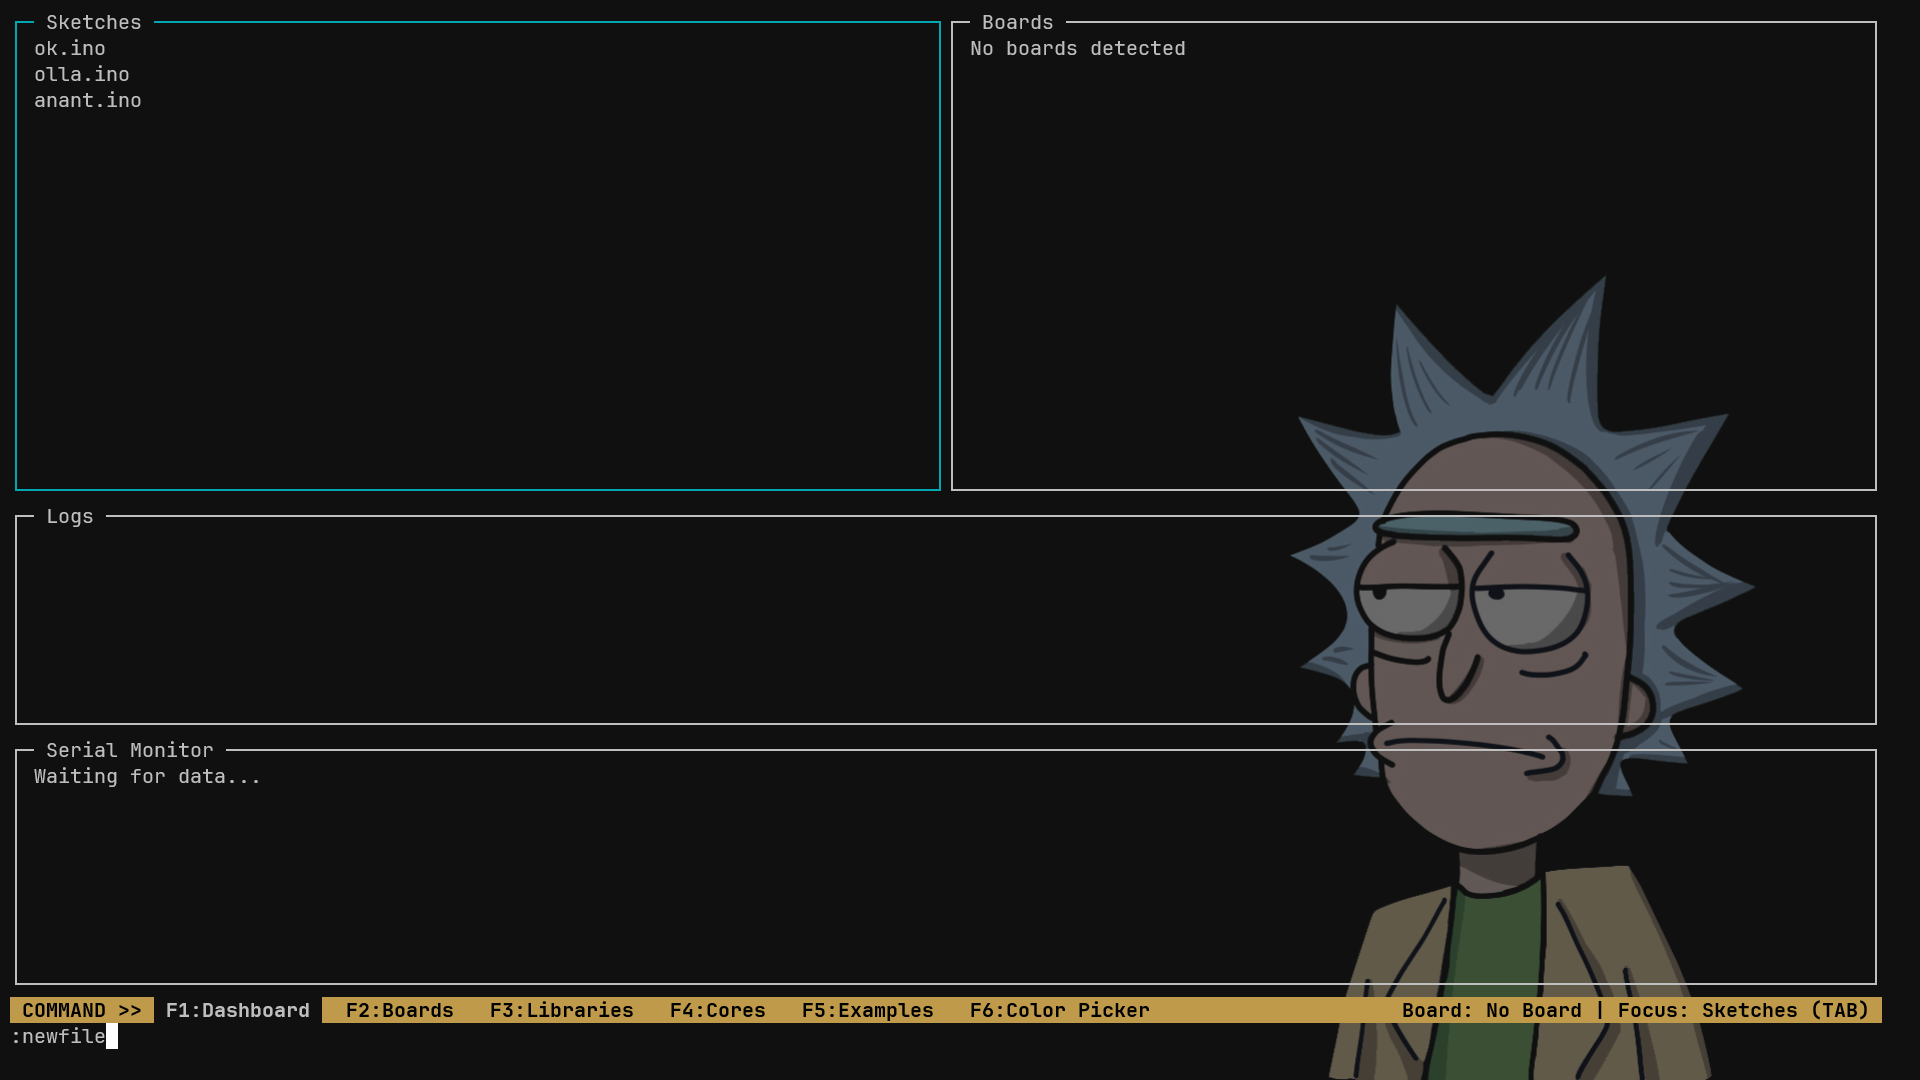 Sketches
ok.ino
olla.ino
anant.ino
Boards
No boards detected
Logs
Serial Monitor
Waiting for data...
COMMAND >> F1:Dashboard F2:Boards F3:Libraries F4:Cores F5:Examples F6:Color Picker Board: No Board | Focus: Sketches (TAB)
:newfile